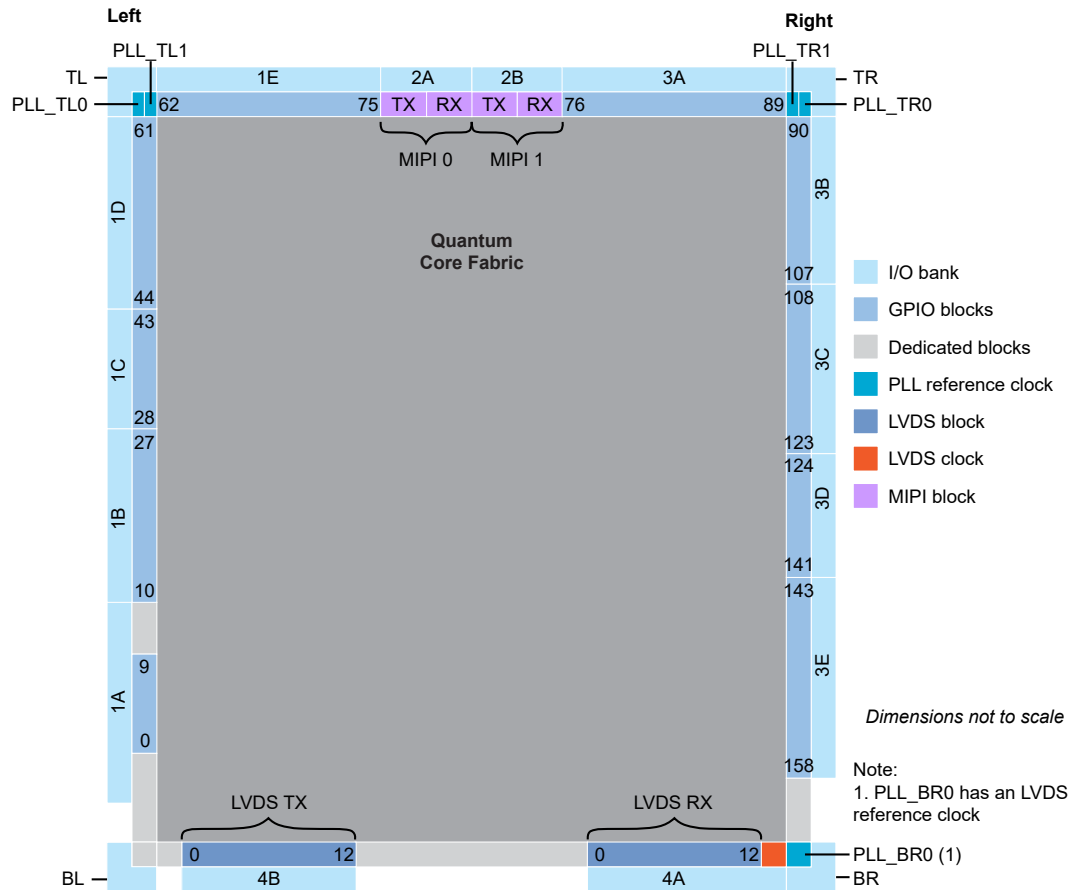 Left
Right
PLL_TL1
PLL_TR1
TL
1E
2A
2B
3A
TR
PLL_TL0
62
75
TX
RX
TX
RX
76
89
PLL_TR0
61
90
MIPI 0
MIPI 1
1D
3B
Quantum
Core Fabric
44
43
107
108
I/O bank
GPIO blocks
Dedicated blocks
PLL reference clock
LVDS block
LVDS clock
MIPI block
1C
3C
28
27
123
124
1B
3D
10
141
143
9
1A
0
3E
158
Dimensions not to scale
Note:
1. PLL_BR0 has an LVDS
reference clock
LVDS TX
LVDS RX
0
12
0
12
PLL_BR0 (1)
BL
4B
4A
BR